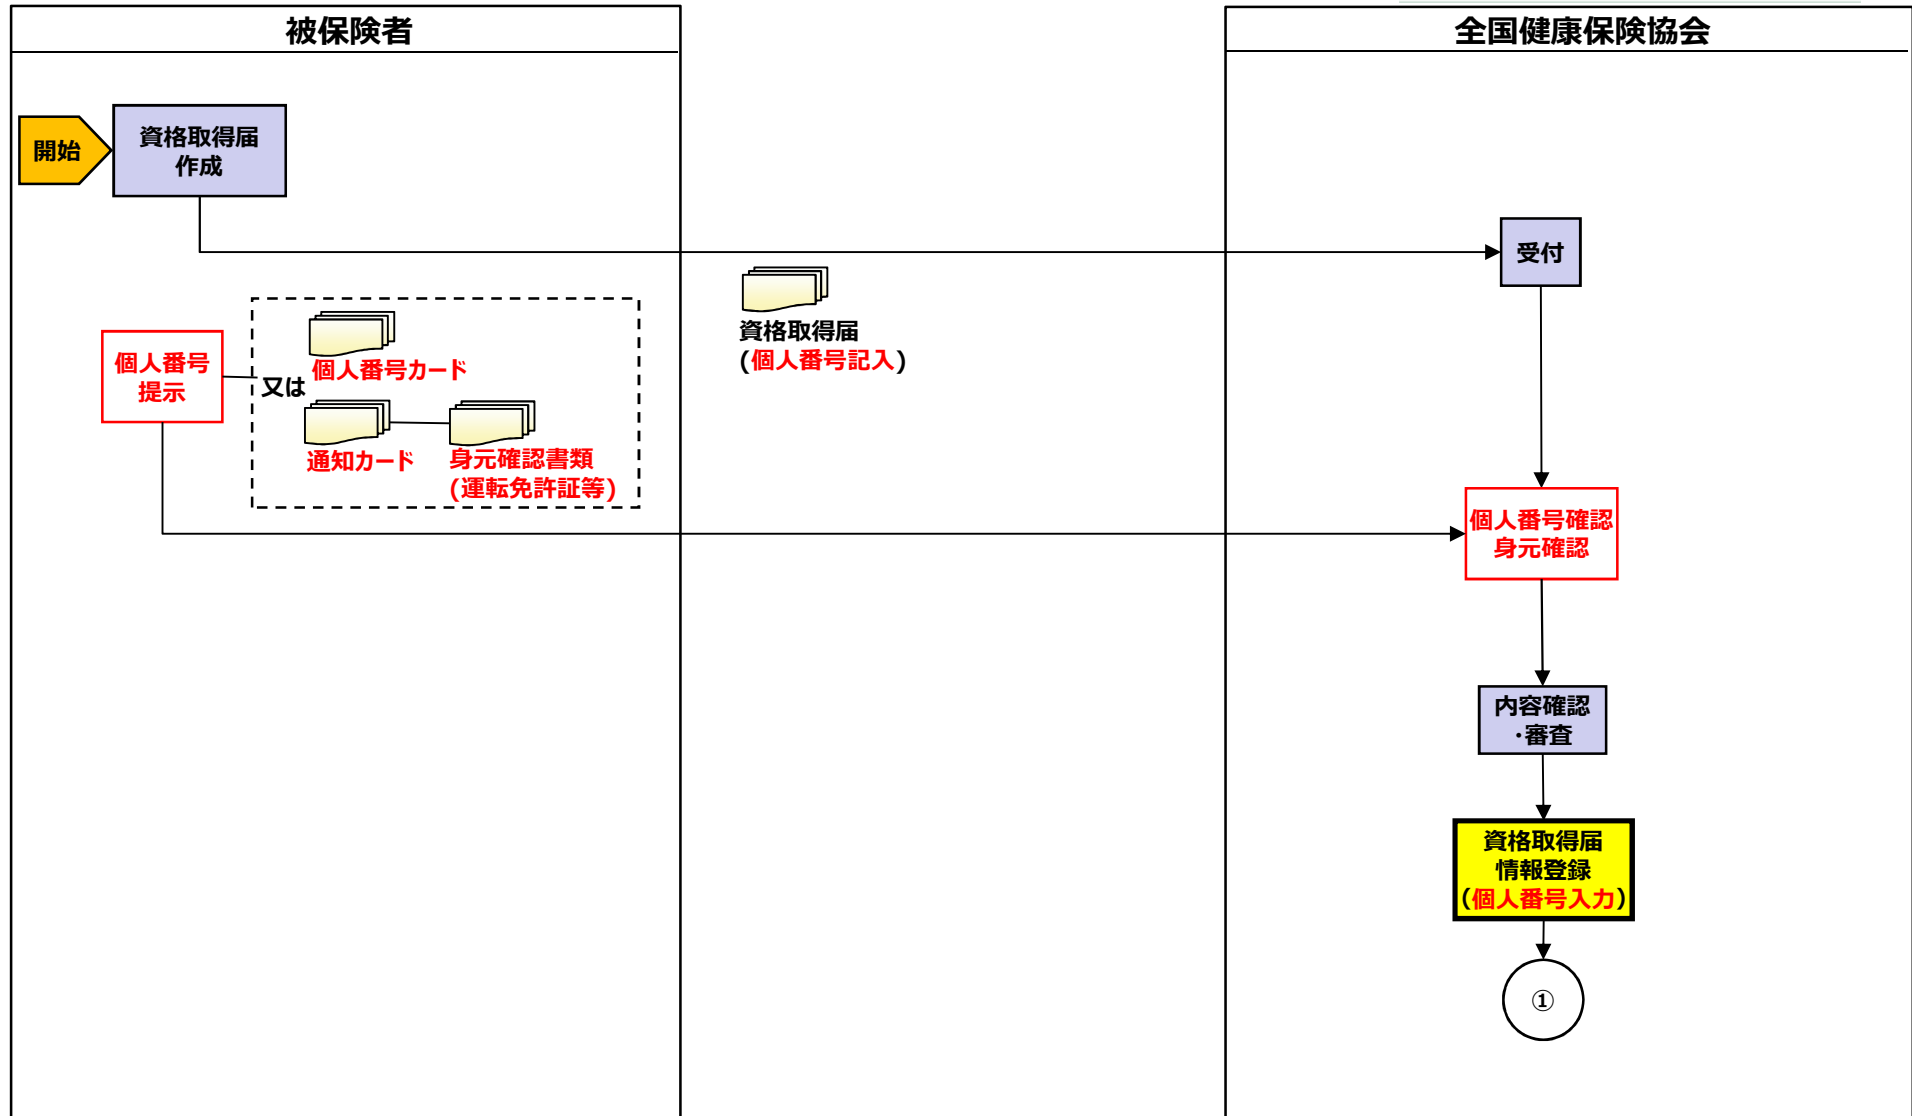 被保険者
全国健康保険協会
開始
資格取得届
作成
受付
資格取得届
(個人番号記入)
個人番号
提示
又は
個人番号カード
通知カード
身元確認書類
(運転免許証等)
個人番号確認
身元確認
内容確認
・審査
資格取得届
情報登録
(個人番号入力)
①